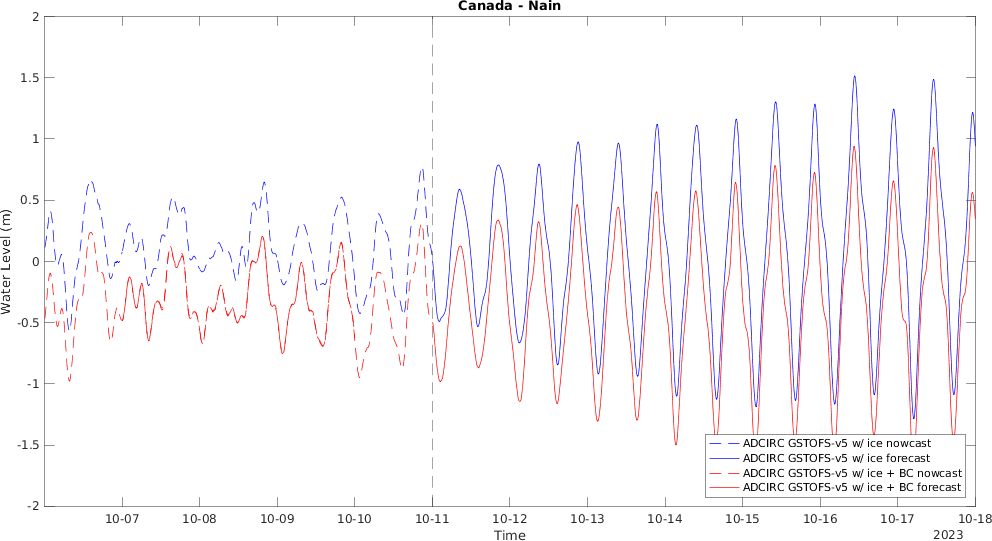 Canada - Nain
Water Level (m)
2
1.5
1
0.5
0
-0.5
-1
-1.5
-2
ADCIRC GSTOFS-v5 w/ ice nowcast
ADCIRC GSTOFS-v5 w/ ice forecast
ADCIRC GSTOFS-v5 w/ ice + BC nowcast
ADCIRC GSTOFS-v5 w/ ice + BC forecast
10-07 10-08 10-09 10-10 10-11 10-12 10-13 10-14 10-15 10-16 10-17 10-18
Time
2023